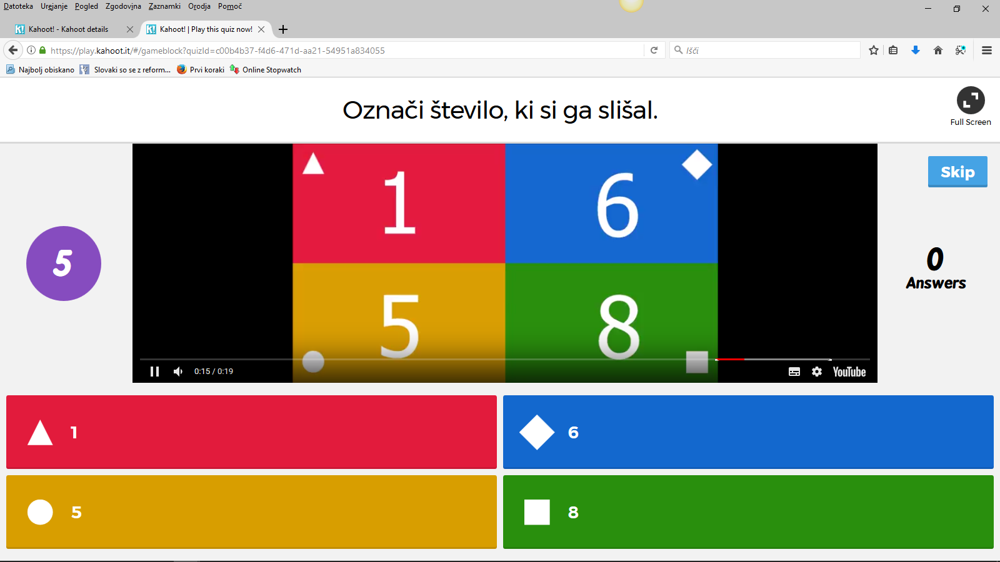 Datoteka Urejanje Pogled Zgodovina Zaznamki Orodja Pomoč
K! Kahoot! - Kahoot details
K! Kahoot! | Play this quiz now!
https://play.kahoot.it/#/gameblock?quizId=c00b4b37-f4d6-471d-aa21-54951a834055
Išči
Najbolj obiskano Slovaki so se z reform... Prvi koraki Online Stopwatch
Označi število, ki si ga slišal.
Full Screen
Skip
1
6
5
8
5
0
Answers
0:15 / 0:19
YouTube
1
6
5
8